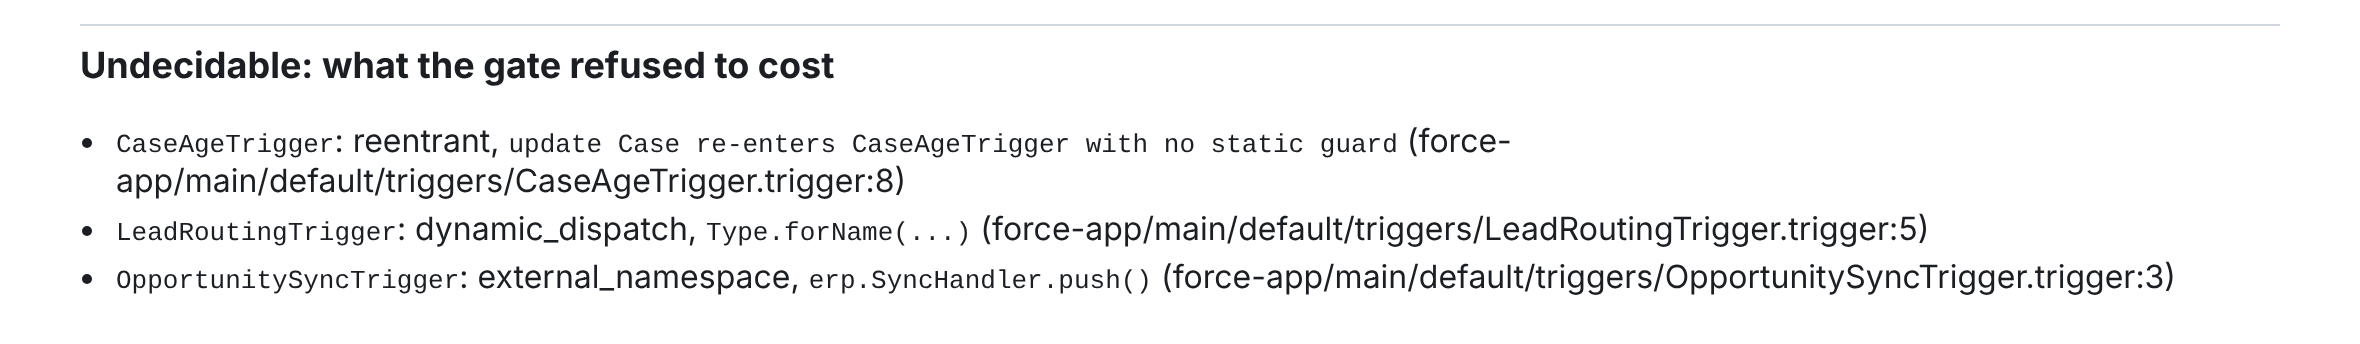 Undecidable: what the gate refused to cost
• CaseAgeTrigger: reentrant, update Case re-enters CaseAgeTrigger with no static guard (force-
app/main/default/triggers/CaseAgeTrigger.trigger:8)
• LeadRoutingTrigger: dynamic_dispatch, Type.forName(...) (force-app/main/default/triggers/LeadRoutingTrigger.trigger:5)
• OpportunitySyncTrigger: external_namespace, erp.SyncHandler.push() (force-app/main/default/triggers/OpportunitySyncTrigger.trigger:3)